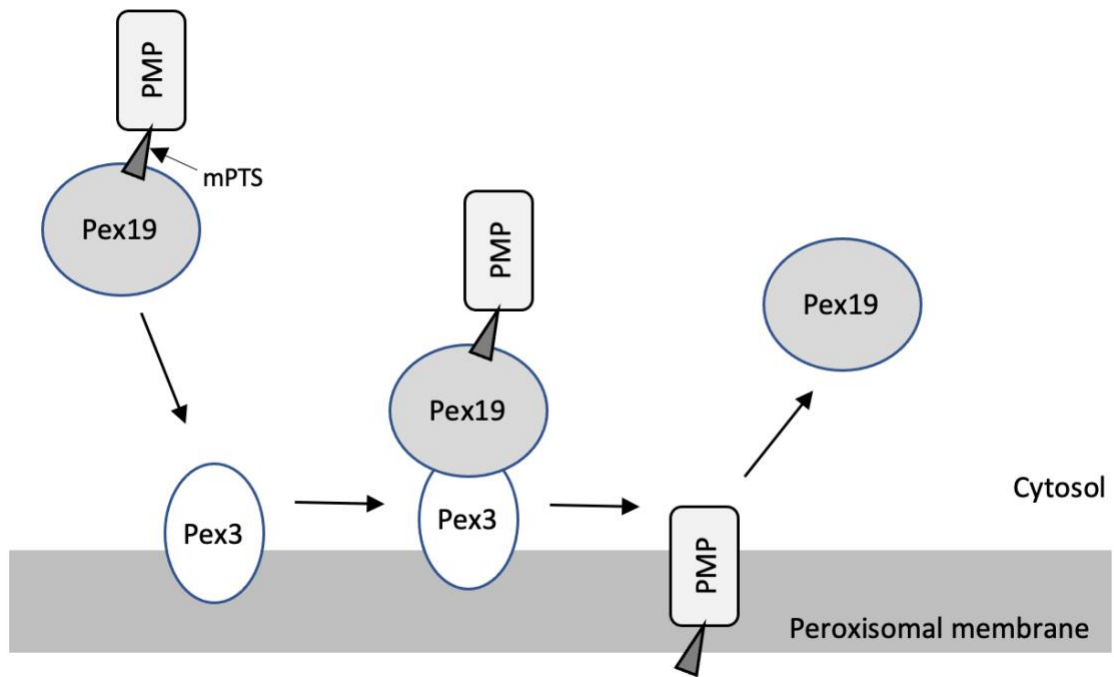 PMP
mPTS
Pex19
PMP
Pex19
Pex19
Pex3
Pex3
Cytosol
PMP
Peroxisomal membrane